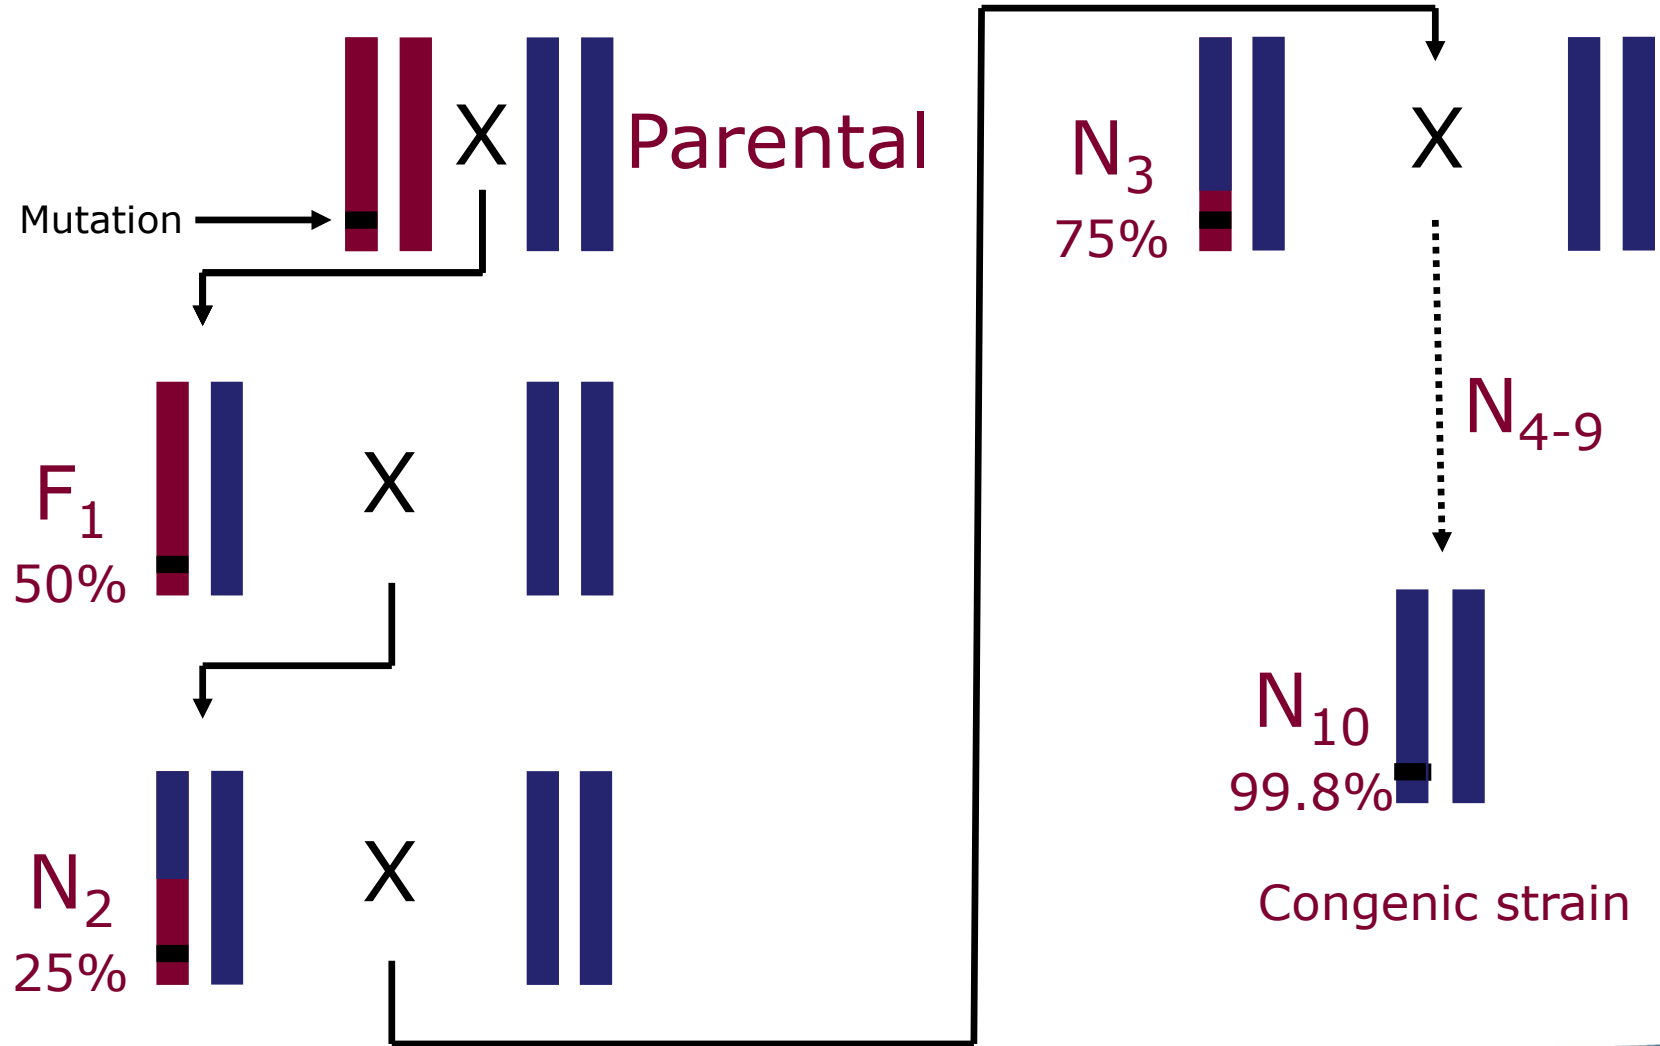 X
Parental
Mutation
F₁
50%
X
N₂
25%
X
N₃
75%
X
N₄₋₉
N₁₀
99.8%
Congenic strain